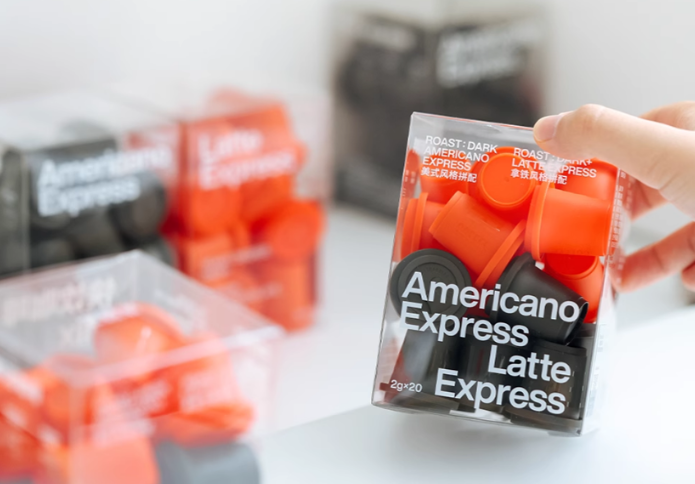 Americano
Express
Latte
Express
ROAST: DARK
AMERICANO
EXPRESS
美式风格拼配
ROAST: DARK+
LATTE EXPRESS
拿铁风格拼配
Americano
Express
Latte
Express
2g×20